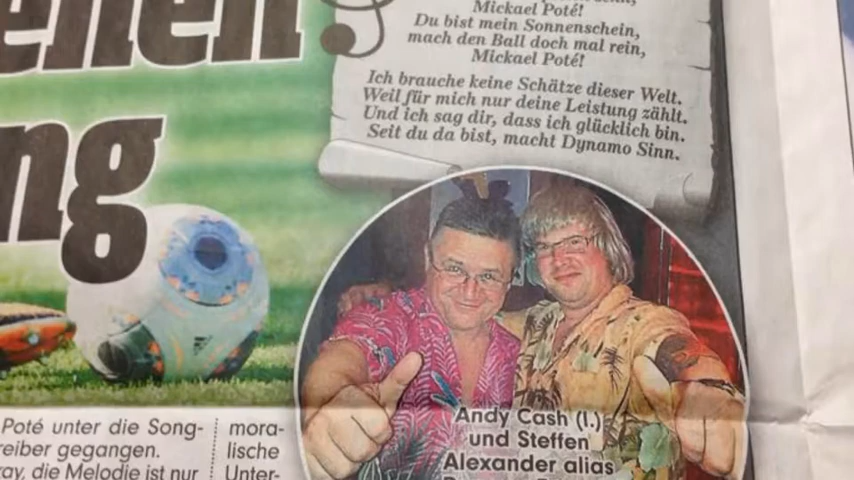 ng
Mickael Poté!
Du bist mein Sonnenschein,
mach den Ball doch mal rein,
Mickael Poté!
Ich brauche keine Schätze dieser Welt.
Weil für mich nur deine Leistung zählt.
Und ich sag dir, dass ich glücklich bin.
Seit du da bist, macht Dynamo Sinn.
Andy Cash (l.)
und Steffen
Alexander alias
Poté unter die Song-
reiber gegangen.
ray, die Melodie ist nur
mora-
lische
Unter-